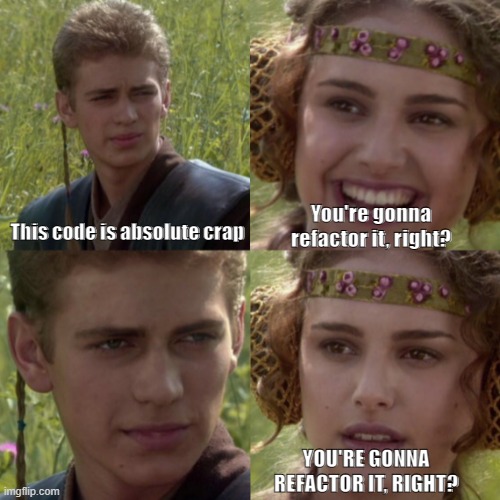 This code is absolute crap
You're gonna
refactor it, right?
YOU'RE GONNA
REFACTOR IT, RIGHT?
imgflip.com